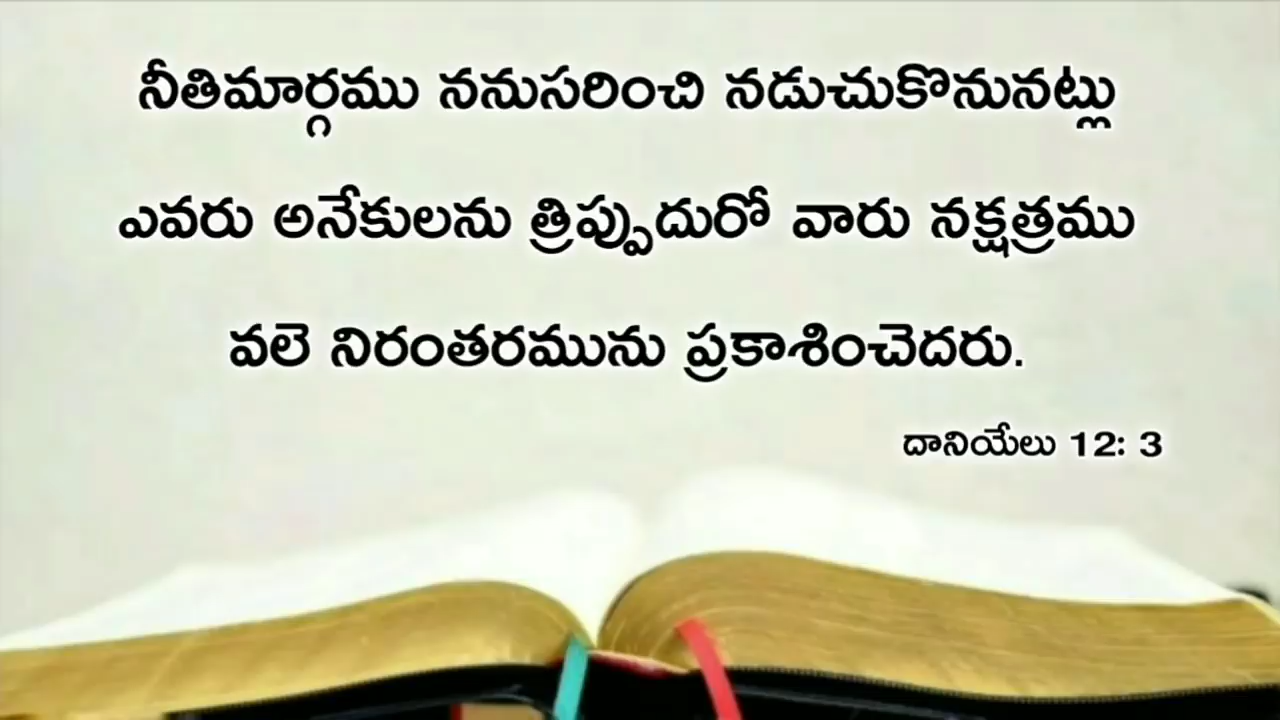 నీతిమార్గము ననుసరించి నడుచుకొనునట్లు
ఎవరు అనేకులను త్రిప్పుదురో వారు నక్షత్రము
వలె నిరంతరమును ప్రకాశించెదరు.
దానియేలు 12: 3